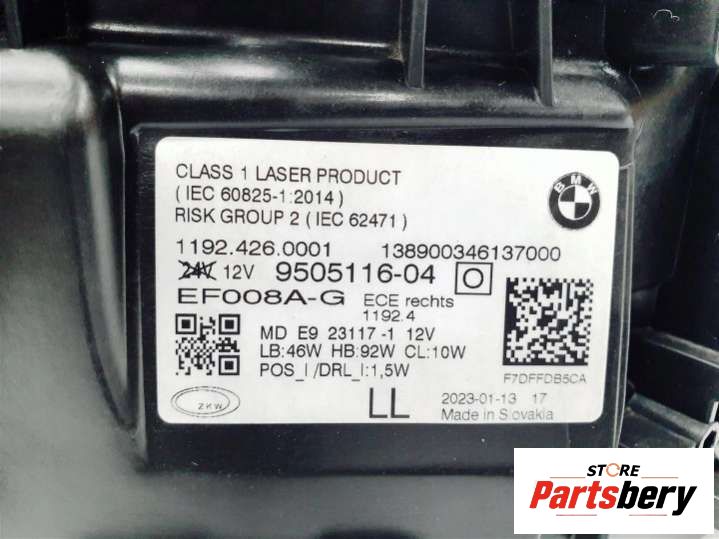 CLASS 1 LASER PRODUCT
( IEC 60825-1:2014 )
RISK GROUP 2 ( IEC 62471 )
BMW
1192.426.0001 138900346137000
24V 12V 9505116-04 O
EF008A-G ECE rechts
1192.4
MD E9 23117 -1 12V
LB:46W HB:92W CL:10W
POS_I /DRL_I:1,5W
F7DFFDB5CA
ZKW
LL
2023-01-13 17
Made in Slovakia
STORE
Partsbery